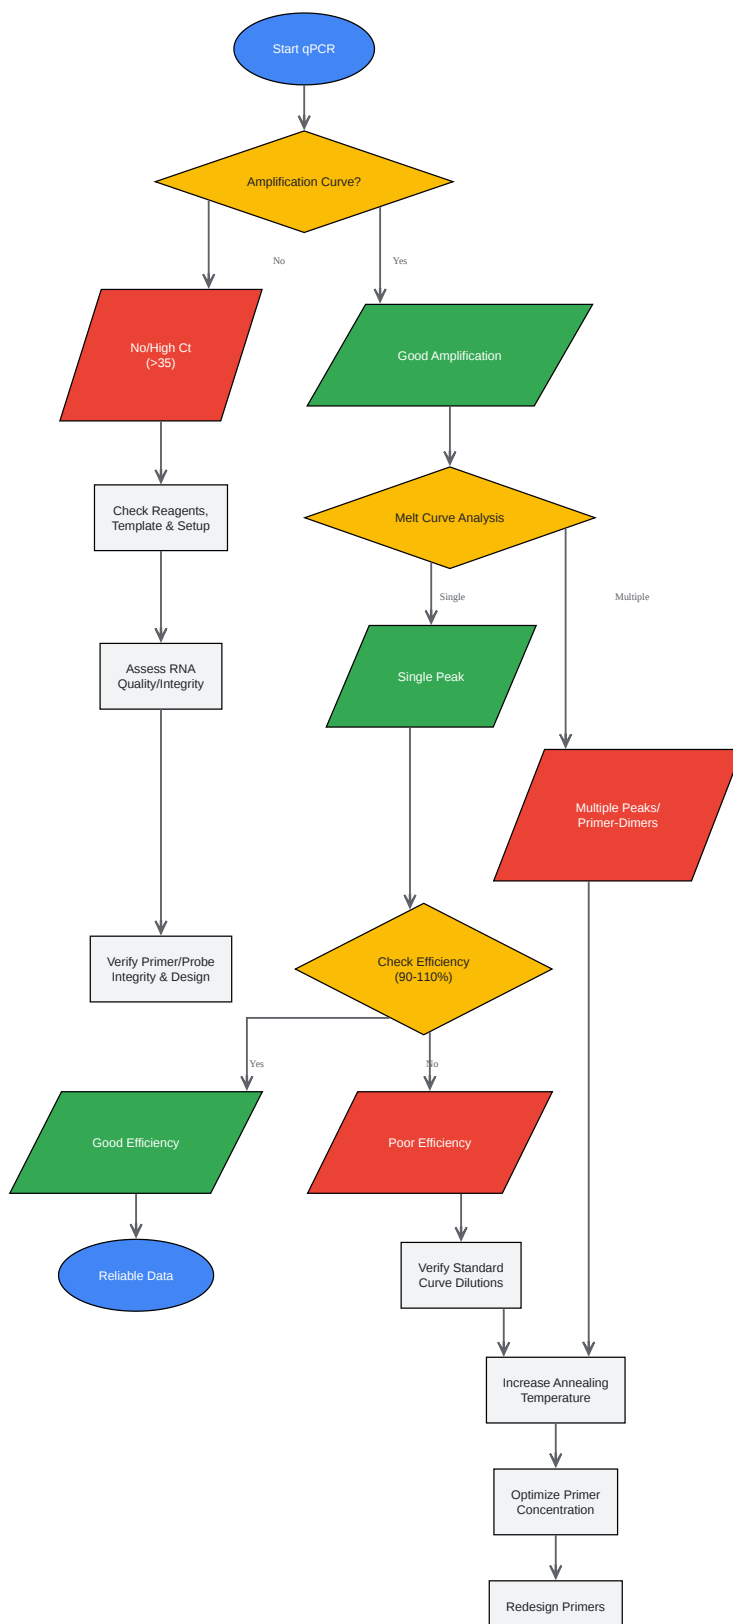 Start qPCR
Amplification Curve?
No
Yes
No/High Ct
(>35)
Good Amplification
Check Reagents,
Template & Setup
Melt Curve Analysis
Single
Multiple
Assess RNA
Quality/Integrity
Single Peak
Multiple Peaks/
Primer-Dimers
Verify Primer/Probe
Integrity & Design
Check Efficiency
(90-110%)
Yes
No
Good Efficiency
Poor Efficiency
Reliable Data
Verify Standard
Curve Dilutions
Increase Annealing
Temperature
Optimize Primer
Concentration
Redesign Primers